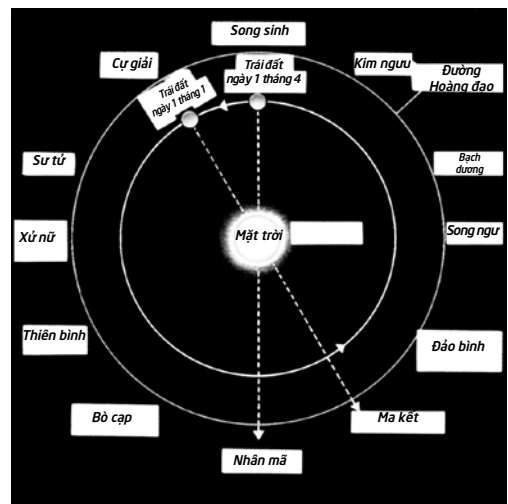 Song sinh
Cự giải
Trái đất
ngày 1 tháng 1
Trái đất
ngày 1 tháng 4
Kim ngưu
Đường
Hoàng đạo
Sư tử
Bạch
dương
Xử nữ
Mặt trời
Song ngư
Thiên bình
Đảo bình
Bò cạp
Ma kết
Nhân mã